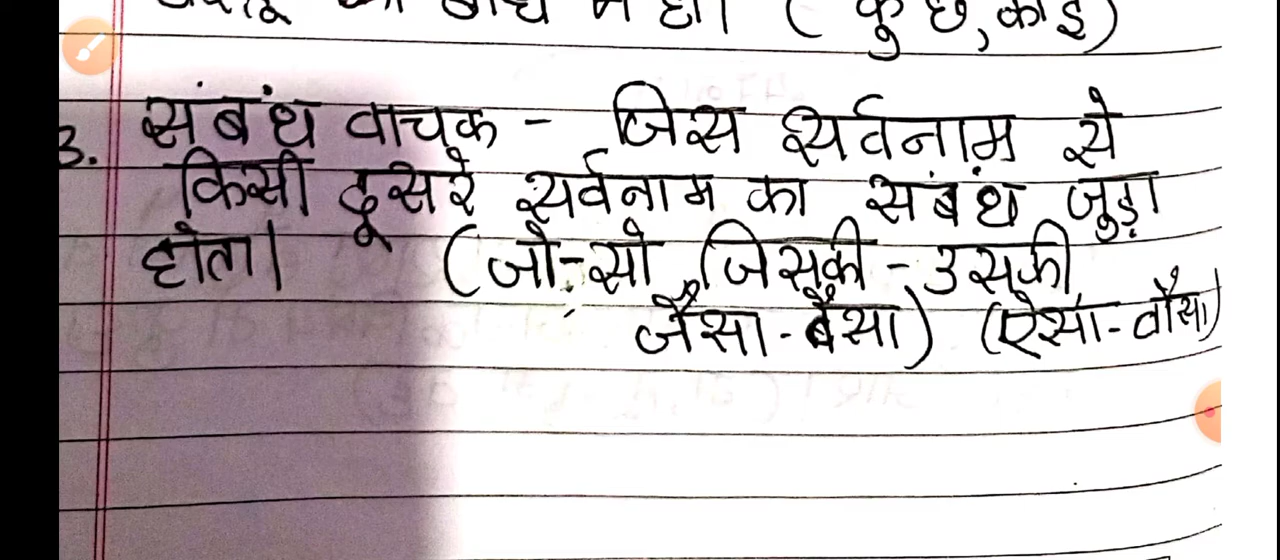 ( कुछ, कोई )
3. संबंध वाचक - जिस सर्वनाम से
किसी दूसरे सर्वनाम का संबंध जुड़ा
होता। (जो-सो, जिसकी - उसकी,
जैसा - वैसा) (ऐसा - वैसा)